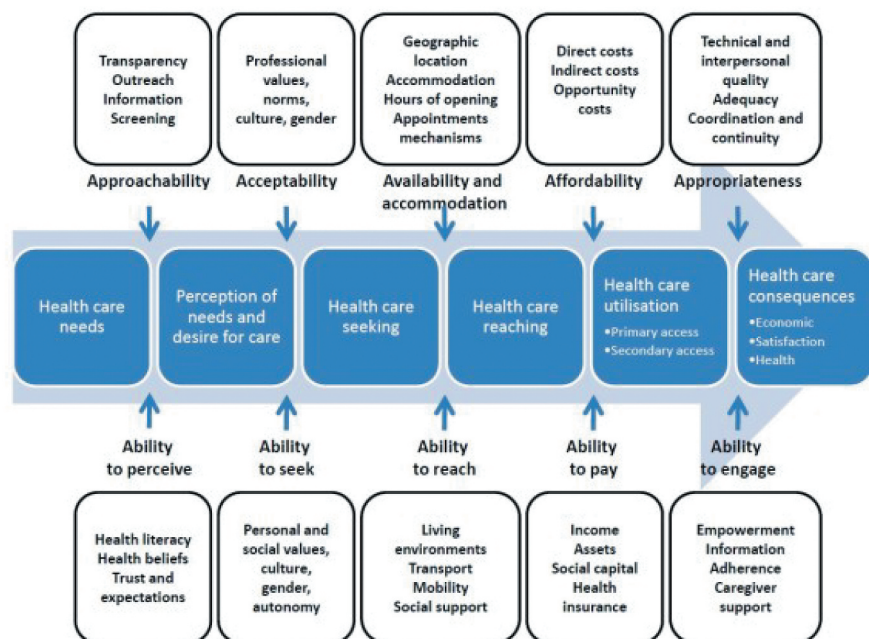 Transparency
Outreach
Information
Screening
Professional
values,
norms,
culture, gender
Geographic
location
Accommodation
Hours of opening
Appointments
mechanisms
Direct costs
Indirect costs
Opportunity
costs
Technical and
interpersonal
quality
Adequacy
Coordination and
continuity
Approachability
Acceptability
Availability and
accommodation
Affordability
Appropriateness
Health care
needs
Perception of
needs and
desire for care
Health care
seeking
Health care
reaching
Health care
utilisation
•Primary access
•Secondary access
Health care
consequences
•Economic
•Satisfaction
•Health
Ability
to perceive
Ability
to seek
Ability
to reach
Ability
to pay
Ability
to engage
Health literacy
Health beliefs
Trust and
expectations
Personal and
social values,
culture,
gender,
autonomy
Living
environments
Transport
Mobility
Social support
Income
Assets
Social capital
Health
insurance
Empowerment
Information
Adherence
Caregiver
support